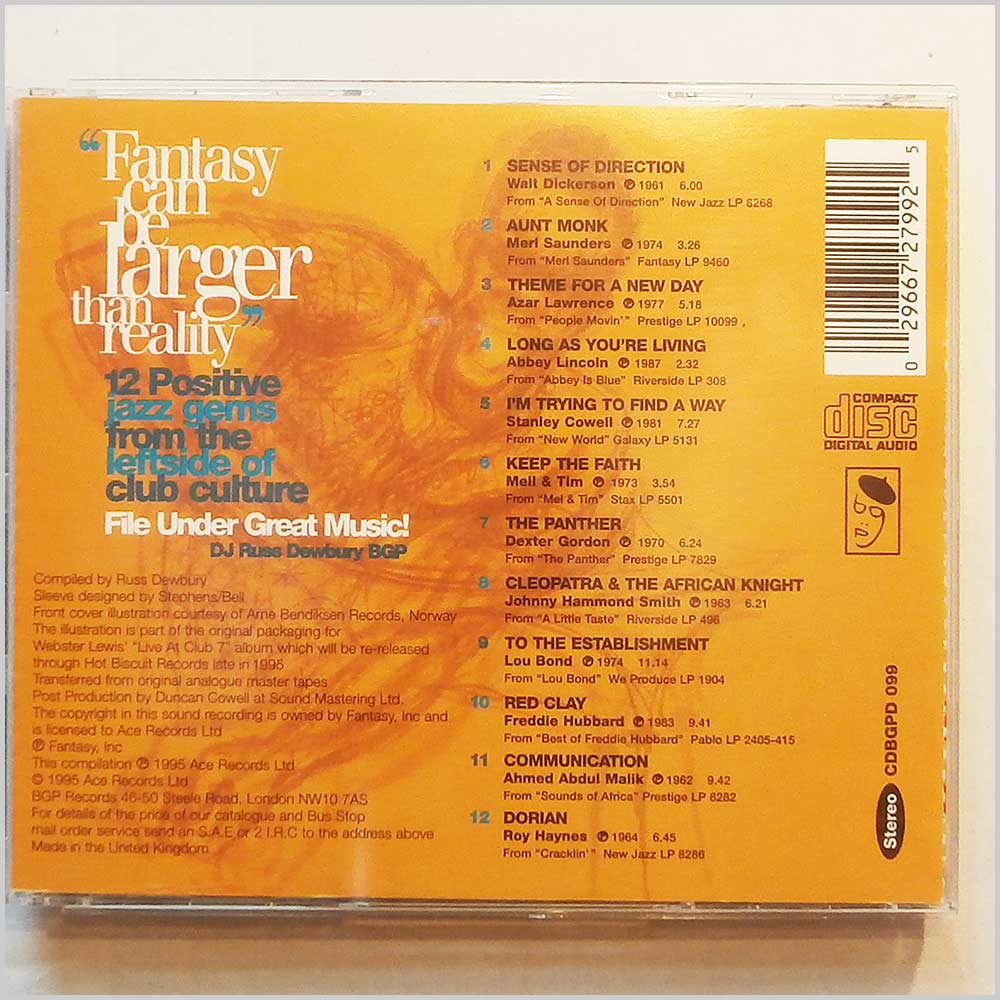 “Fantasy
can
be
larger
than
reality”
12 Positive
jazz gems
from the
leftside of
club culture
File Under Great Music!
DJ Russ Dewbury BGP
Compiled by Russ Dewbury
Sleeve designed by Stephens/Bell
Front cover illustration courtesy of Arne Bendiksen Records, Norway
The illustration is part of the original packaging for
Webster Lewis' "Live At Club 7" album which will be re-released
through Hot Biscuit Records late in 1995
Transferred from original analogue master tapes
Post Production by Duncan Cowell at Sound Mastering Ltd.
The copyright in this sound recording is owned by Fantasy, Inc and
is licensed to Ace Records Ltd
℗ Fantasy, Inc
This compilation ℗ 1995 Ace Records Ltd
© 1995 Ace Records Ltd
BGP Records 46-50 Steele Road, London NW10 7AS
For details of the price of our catalogue and Bus Stop
mail order service send an S.A.E or 2 I.R.C to the address above
Made in the United Kingdom
1 SENSE OF DIRECTION
Walt Dickerson ℗ 1961 6.00
From "A Sense Of Direction" New Jazz LP 8268
2 AUNT MONK
Merl Saunders ℗ 1974 3.26
From "Merl Saunders" Fantasy LP 9460
3 THEME FOR A NEW DAY
Azar Lawrence ℗ 1977 5.18
From "People Movin'" Prestige LP 10099 ,
4 LONG AS YOU'RE LIVING
Abbey Lincoln ℗ 1987 2.32
From "Abbey Is Blue" Riverside LP 308
5 I'M TRYING TO FIND A WAY
Stanley Cowell ℗ 1981 7.27
From "New World" Galaxy LP 5131
6 KEEP THE FAITH
Mell & Tim ℗ 1973 3.54
From "Mel & Tim" Stax LP 5501
7 THE PANTHER
Dexter Gordon ℗ 1970 6.24
From "The Panther" Prestige LP 7829
8 CLEOPATRA & THE AFRICAN KNIGHT
Johnny Hammond Smith ℗ 1963 6.21
From "A Little Taste" Riverside LP 496
9 TO THE ESTABLISHMENT
Lou Bond ℗ 1974 11.14
From "Lou Bond" We Produce LP 1904
10 RED CLAY
Freddie Hubbard ℗ 1983 9.41
From "Best of Freddie Hubbard" Pablo LP 2405-415
11 COMMUNICATION
Ahmed Abdul Malik ℗ 1962 9.42
From "Sounds of Africa" Prestige LP 8282
12 DORIAN
Roy Haynes ℗ 1964 6.45
From "Cracklin'" New Jazz LP 8286
0 29667 27992 5
COMPACT
disc
DIGITAL AUDIO
bgp
Stereo CDBGPD 099